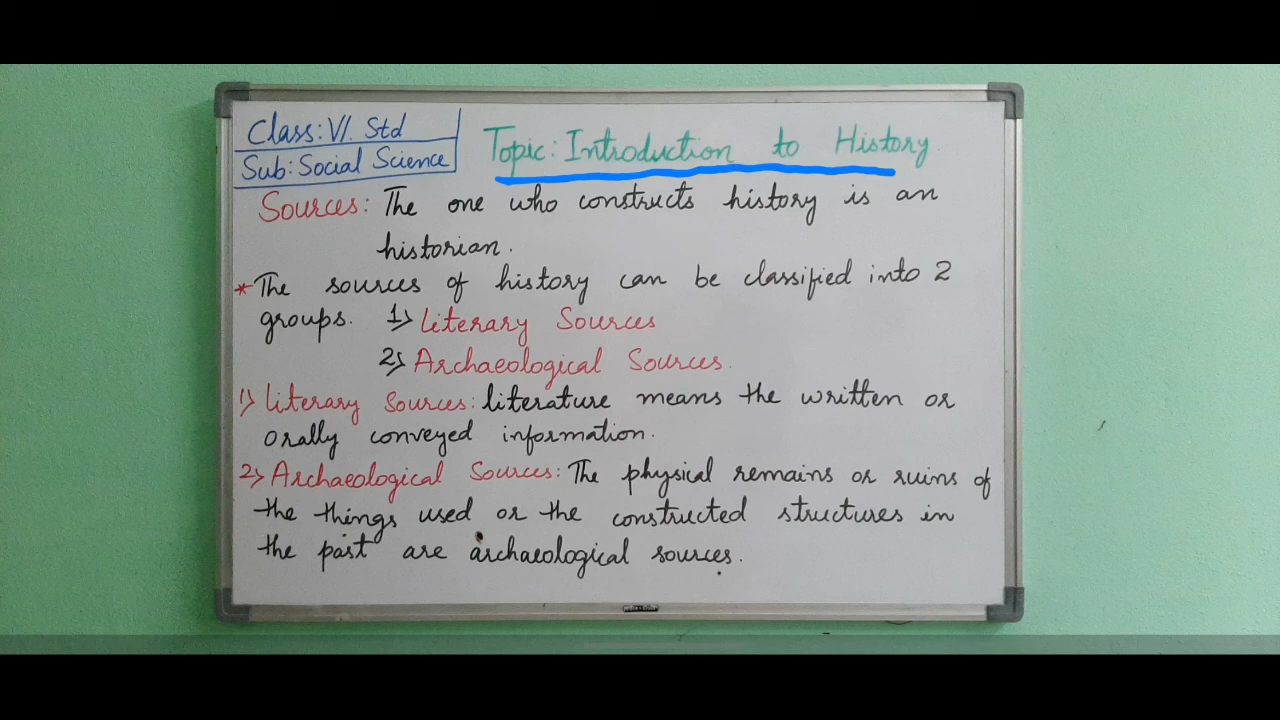 Class: VI Std
Sub: Social Science
Topic: Introduction to History.
Sources: The one who constructs history is an
historian.
* The sources of history can be classified into 2
groups. 1> Literary Sources
2> Archaeological Sources.
1> Literary Sources: literature means the written or
orally conveyed information.
2> Archaeological Sources: The physical remains or ruins of
the things used or the constructed structures in
the past are archaeological sources.